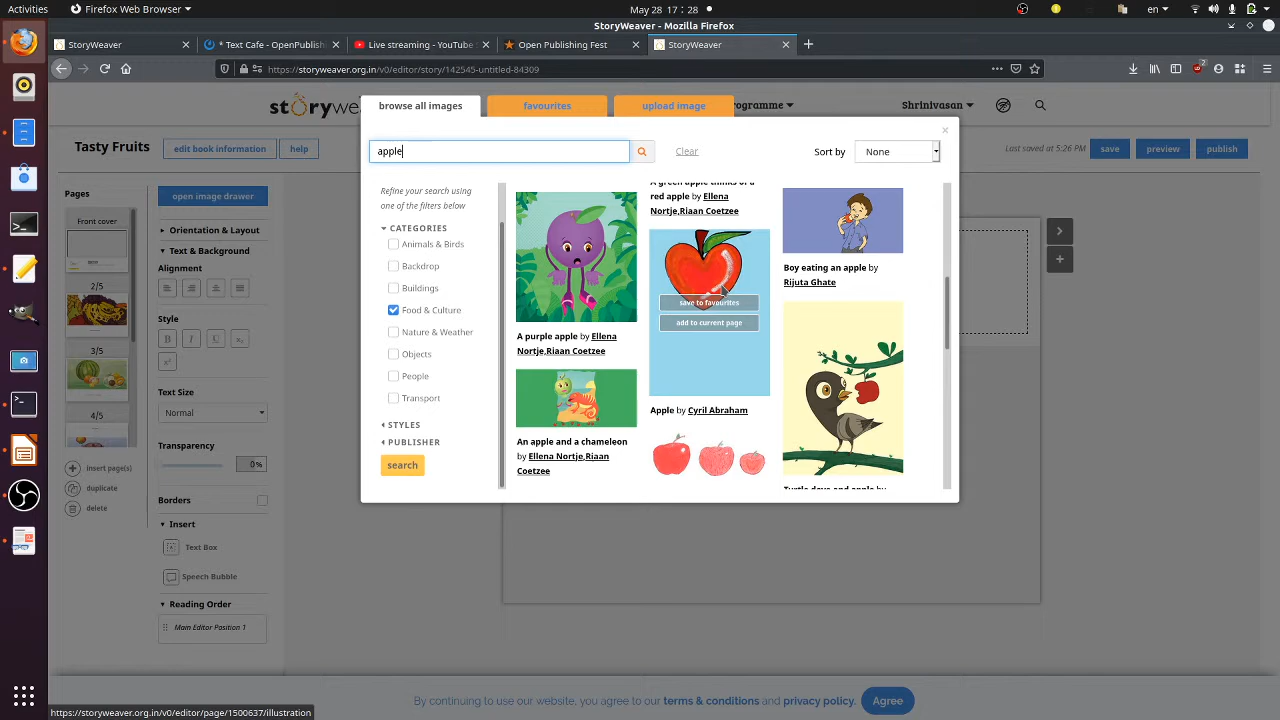 Activities
Firefox Web Browser
May 28 17 : 28
en
StoryWeaver - Mozilla Firefox
StoryWeaver
* Text Cafe - OpenPublishin
Live streaming - YouTube
Open Publishing Fest
StoryWeaver
https://storyweaver.org.in/v0/editor/story/142545-untitled-84309
2
browse all images
favourites
upload image
storywe
rogramme
Shrinivasan
Tasty Fruits
edit book information
help
apple
Clear
Sort by
None
Last saved at 5:26 PM
save
preview
publish
Pages
Front cover
2/5
3/5
4/5
insert page(s)
duplicate
delete
open image drawer
Orientation & Layout
Text & Background
Alignment
Style
B
I
U
Text Size
Normal
Transparency
0 %
Borders
Insert
Text Box
Speech Bubble
Reading Order
Main Editor Position 1
Refine your search using
one of the filters below
CATEGORIES
Animals & Birds
Backdrop
Buildings
Food & Culture
Nature & Weather
Objects
People
Transport
STYLES
PUBLISHER
search
A purple apple by Ellena
Nortje,Riaan Coetzee
An apple and a chameleon
by Ellena Nortje,Riaan
Coetzee
A green apple thinks of a
red apple by Ellena
Nortje,Riaan Coetzee
save to favourites
add to current page
Apple by Cyril Abraham
Boy eating an apple by
Rijuta Ghate
Turtle dove and apple by
By continuing to use our website, you agree to our terms & conditions and privacy policy.
Agree
https://storyweaver.org.in/v0/editor/page/1500637/illustration